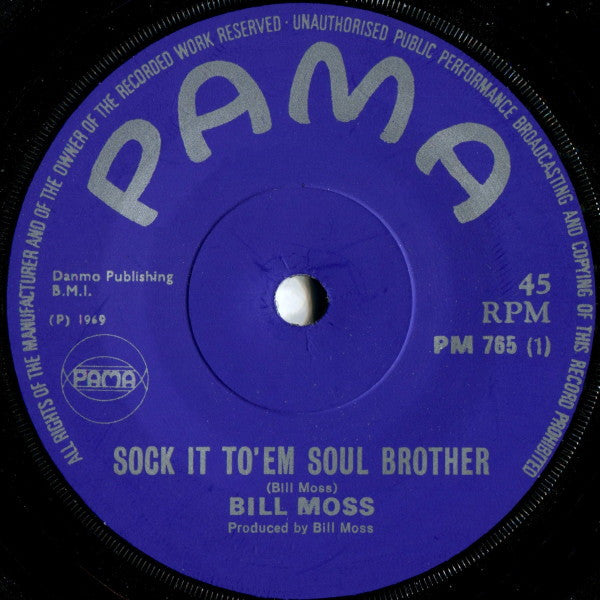 ALL RIGHTS OF THE MANUFACTURER AND OF THE OWNER OF THE RECORDED WORK RESERVED · UNAUTHORISED PUBLIC PERFORMANCE BROADCASTING AND COPYING OF THIS RECORD PROHIBITED
PAMA
Danmo Publishing
B.M.I.
(P) 1969
PAMA
45
RPM
PM 765 (1)
SOCK IT TO'EM SOUL BROTHER
(Bill Moss)
BILL MOSS
Produced by Bill Moss